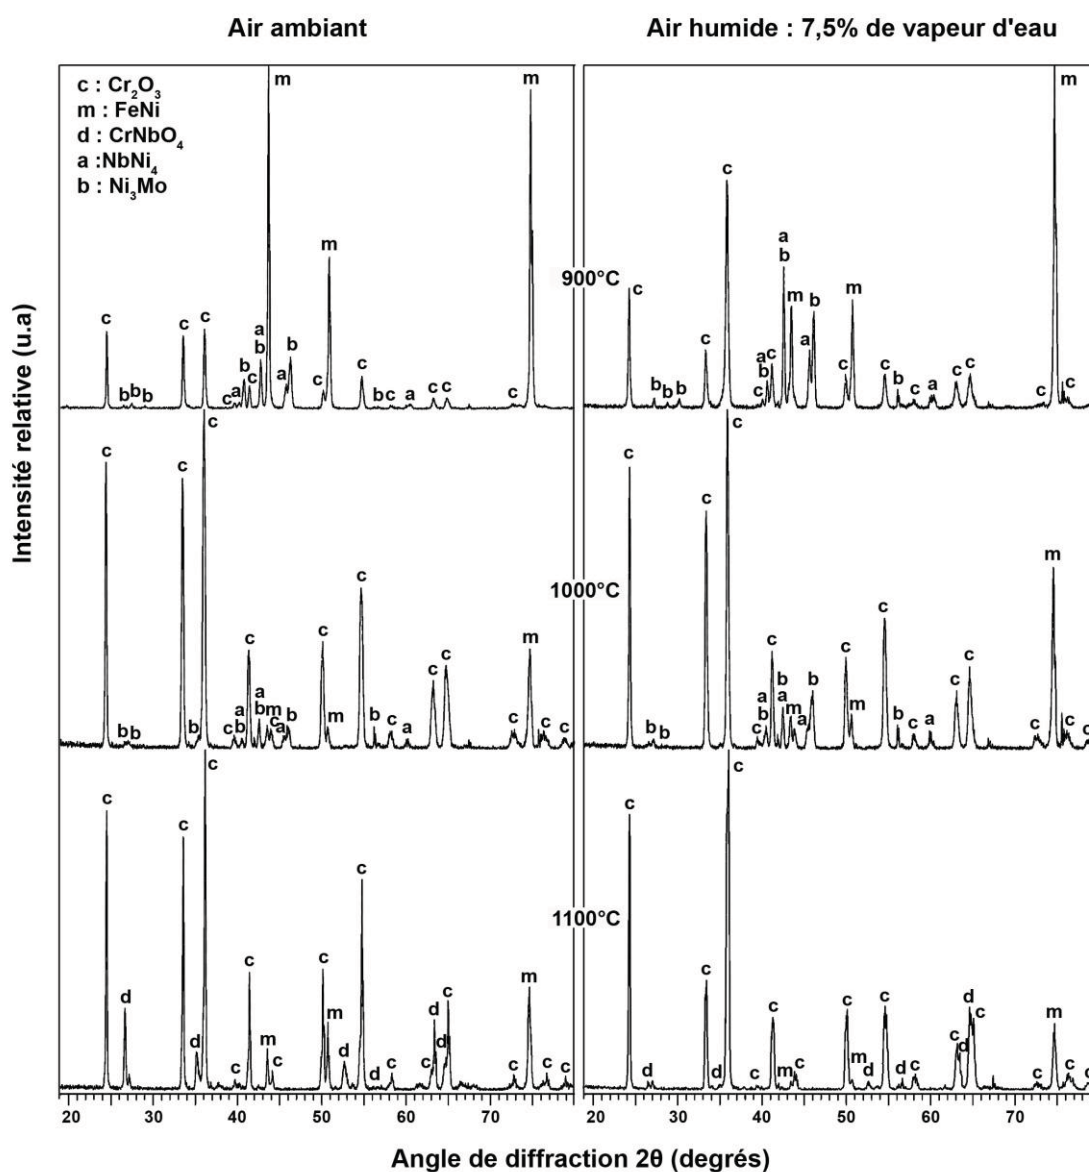 Air ambiant
Air humide : 7,5% de vapeur d'eau
c : Cr₂O₃
m : FeNi
d : CrNbO₄
a :NbNi₄
b : Ni₃Mo
Intensité relative (u.a)
900°C
c b b b c c c a b c a b m a b c m c b c a c c c m
c b b b c c a b c a b m a b c m c b c a c c c m
1000°C
c b b c b c c a b c a b m c a b c m c b c a c c m c c c
c b b c c c a b c b a m a b c m c b c a c c c m c c
1100°C
c d c d c c c m c c m d c d c c d d c c m c c
c d c d c c c m m c c m d c d c c d d c c m c c
20 30 40 50 60 70
20 30 40 50 60 70
Angle de diffraction 2θ (degrés)